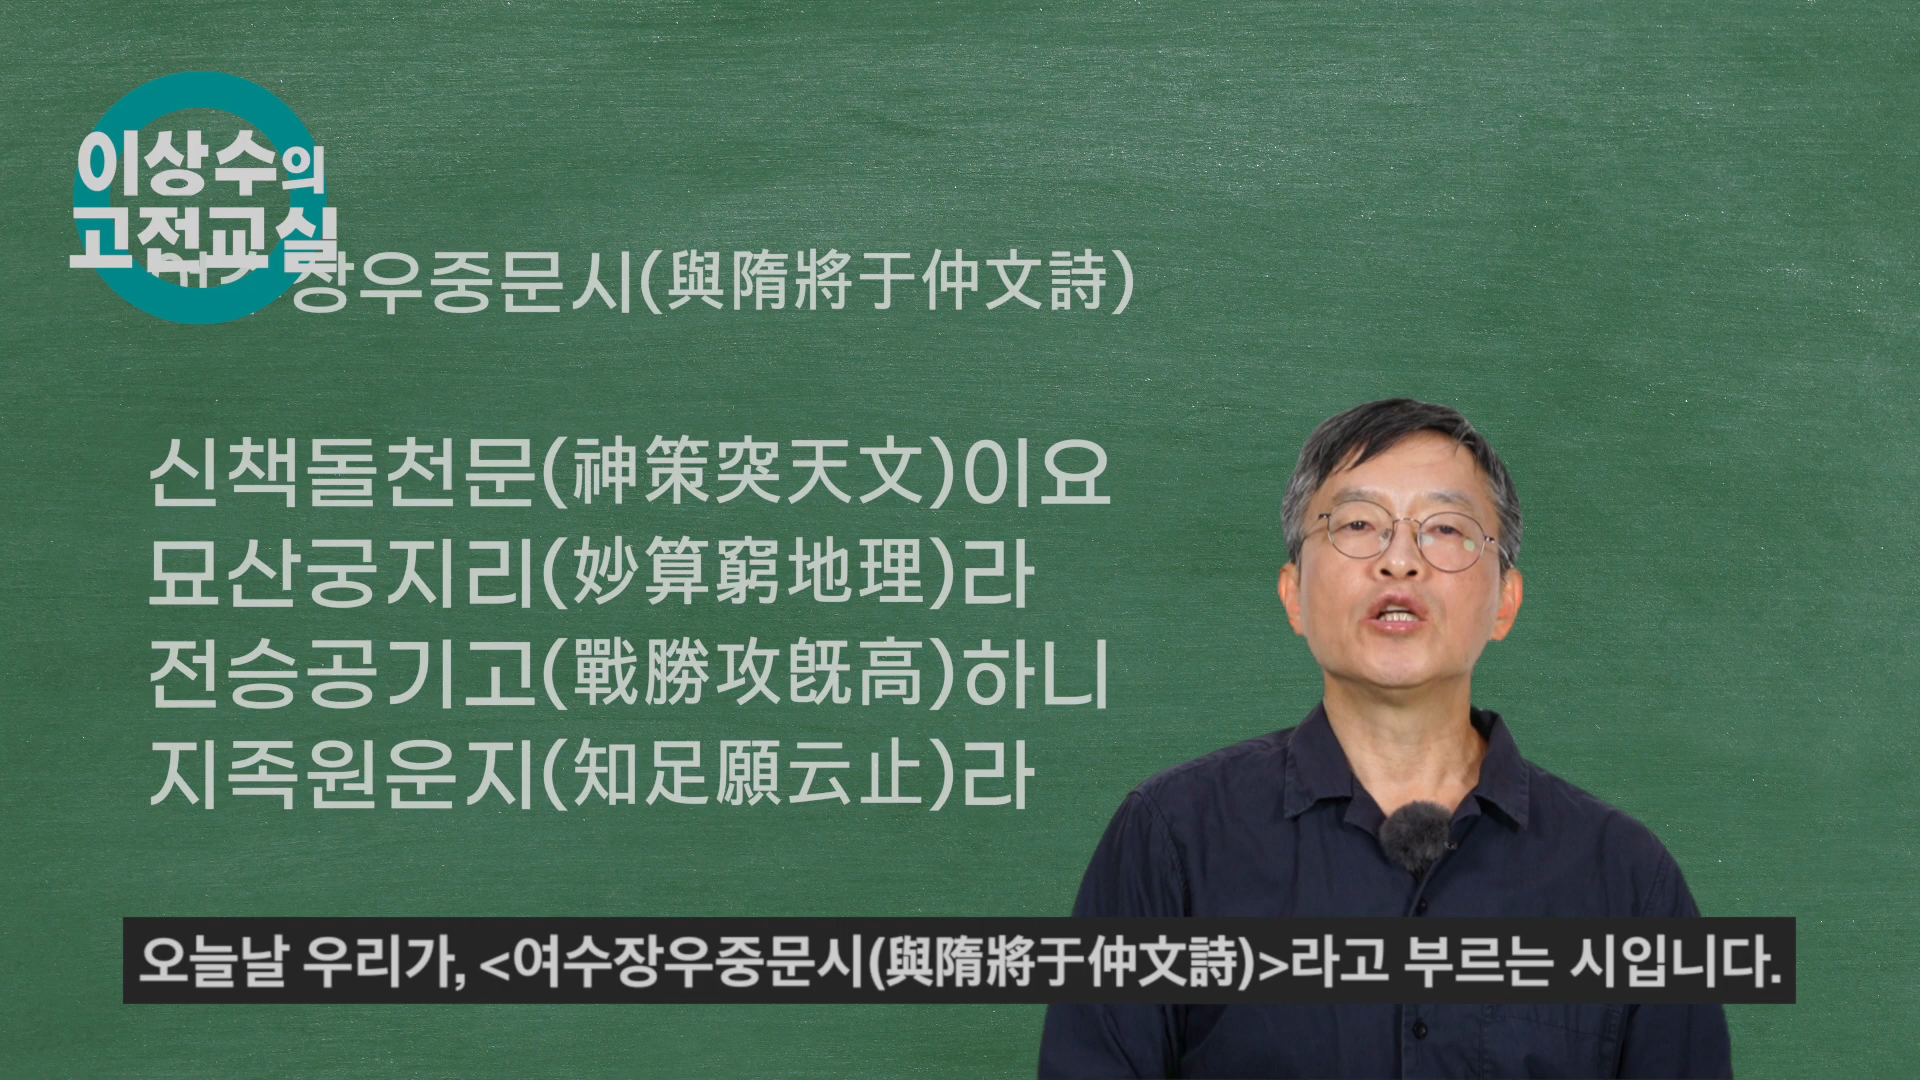 이상수의
고전교실
장우중문시(與隋將于仲文詩)
신책돌천문(神策突天文)이요
묘산궁지리(妙算窮地理)라
전승공기고(戰勝攻旣高)하니
지족원운지(知足願云止)라
오늘날 우리가, <여수장우중문시(與隋將于仲文詩)>라고 부르는 시입니다.